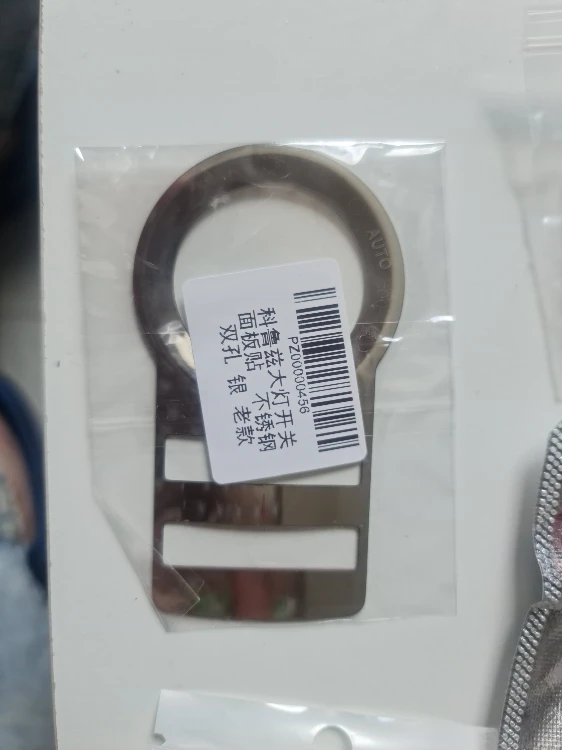 AUTO
PZ00000456
科鲁兹大灯开关
面板贴 不锈钢
双孔 银 老款